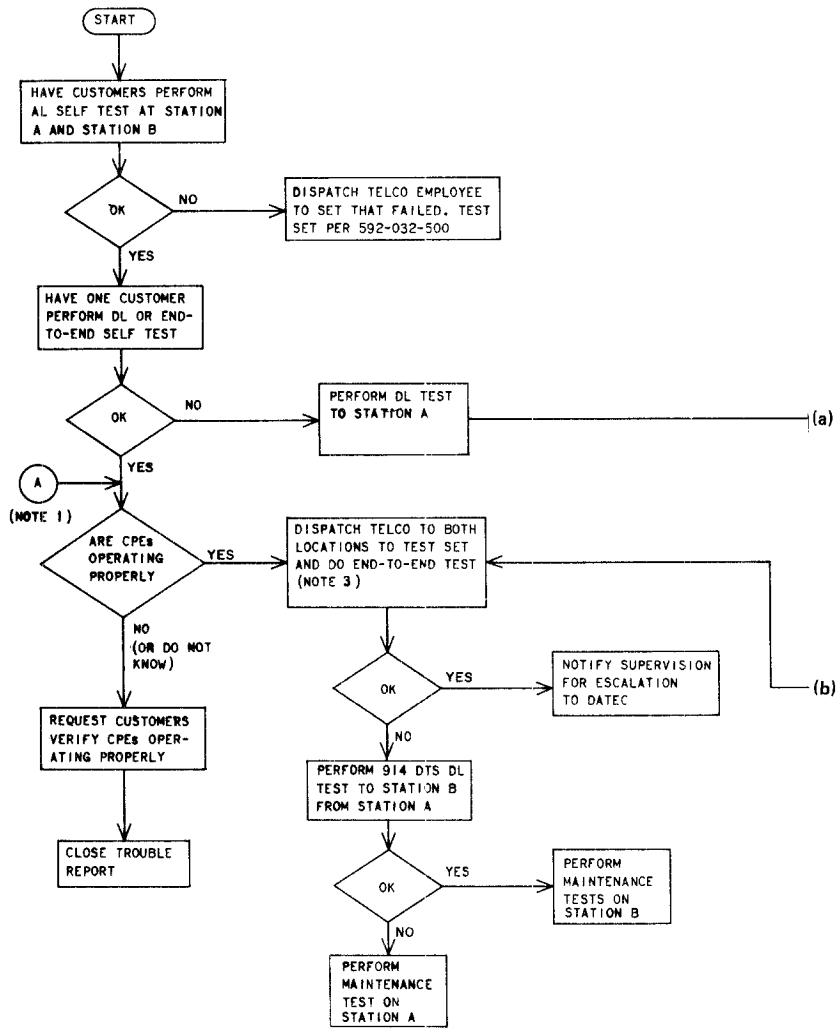 START
HAVE CUSTOMERS PERFORM
AL SELF TEST AT STATION
A AND STATION B
OK
NO
DISPATCH TELCO EMPLOYEE
TO SET THAT FAILED. TEST
SET PER 592-032-500
YES
HAVE ONE CUSTOMER
PERFORM DL OR END-
TO-END SELF TEST
OK
NO
PERFORM DL TEST
TO STATION A
(a)
YES
A
(NOTE 1)
ARE CPEs
OPERATING
PROPERLY
YES
DISPATCH TELCO TO BOTH
LOCATIONS TO TEST SET
AND DO END-TO-END TEST
(NOTE 3)
NO
(OR DO NOT
KNOW)
OK
YES
NOTIFY SUPERVISION
FOR ESCALATION
TO DATEC
(b)
REQUEST CUSTOMERS
VERIFY CPEs OPER-
ATING PROPERLY
NO
PERFORM 914 DTS DL
TEST TO STATION B
FROM STATION A
CLOSE TROUBLE
REPORT
OK
YES
PERFORM
MAINTENANCE
TESTS ON
STATION B
NO
PERFORM
MAINTENANCE
TEST ON
STATION A